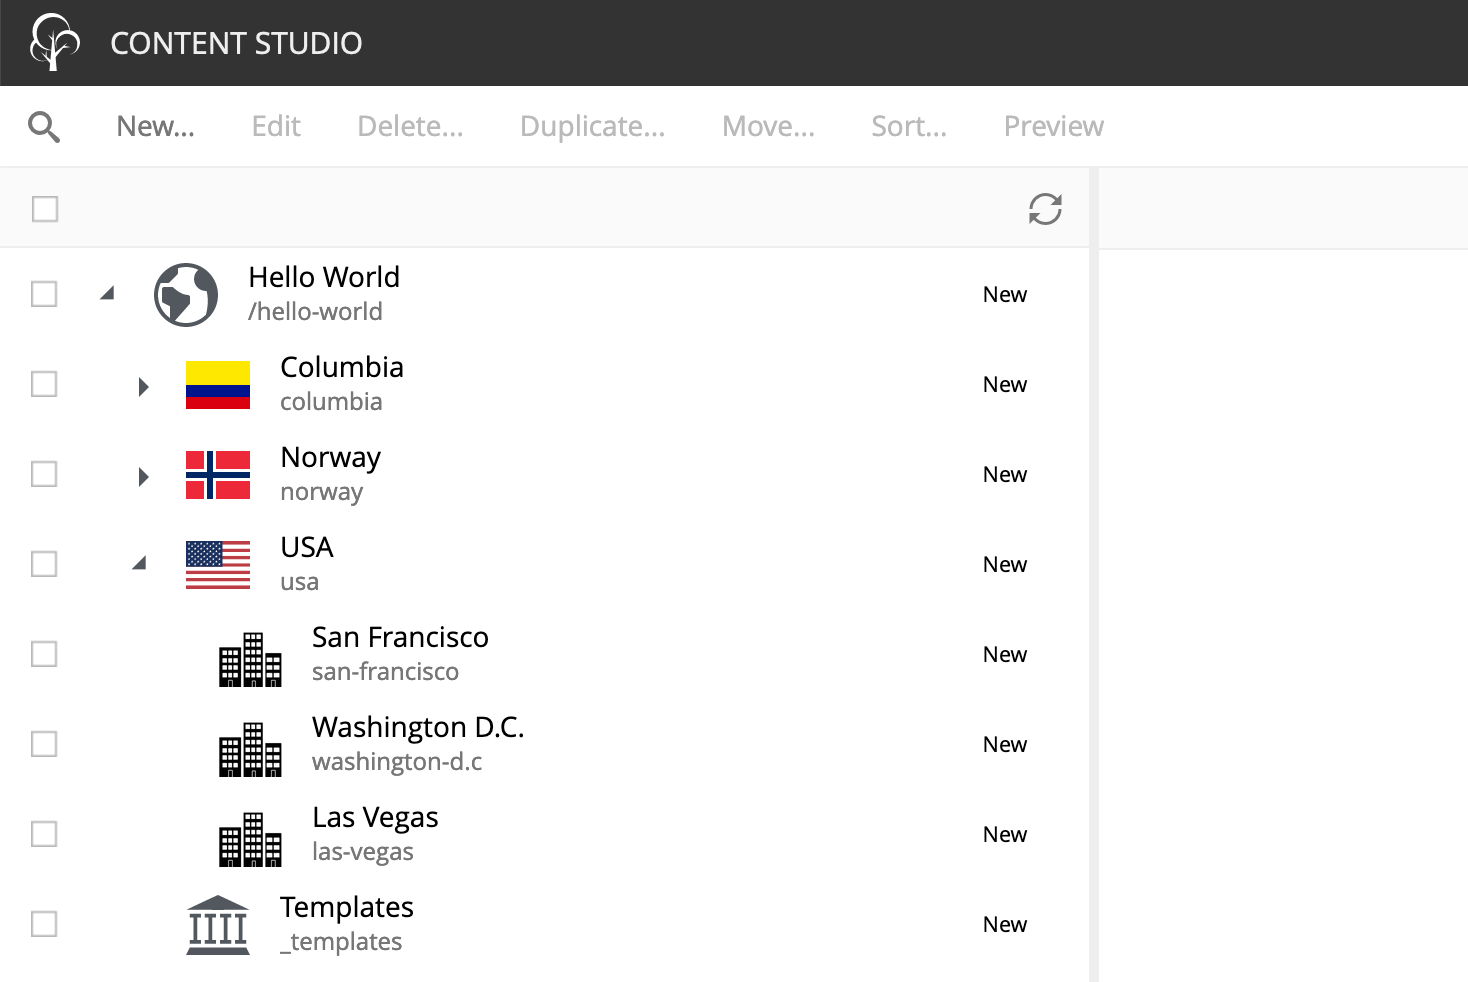 CONTENT STUDIO
New... Edit Delete... Duplicate... Move... Sort... Preview
Hello World
/hello-world
New
Columbia
columbia
New
Norway
norway
New
USA
usa
New
San Francisco
san-francisco
New
Washington D.C.
washington-d.c
New
Las Vegas
las-vegas
New
Templates
_templates
New